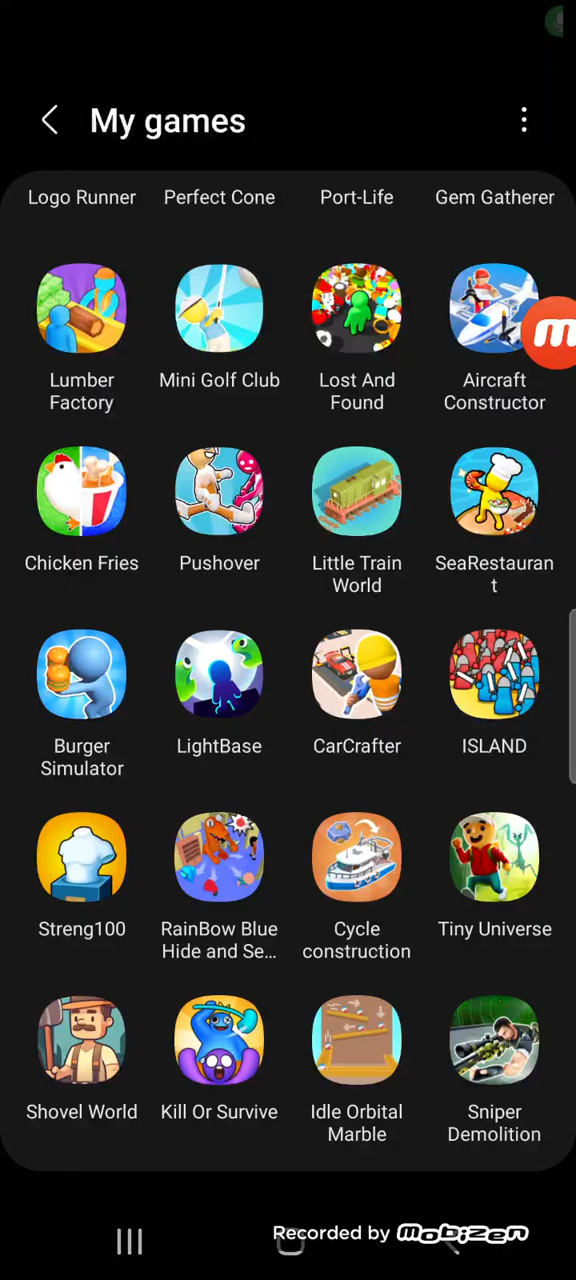 My games
Logo Runner Perfect Cone Port-Life Gem Gatherer
Lumber Mini Golf Club Lost And Aircraft
Factory Found Constructor
Chicken Fries Pushover Little Train SeaRestauran
World t
Burger LightBase CarCrafter ISLAND
Simulator
Streng100 RainBow Blue Cycle Tiny Universe
Hide and Se... construction
Shovel World Kill Or Survive Idle Orbital Sniper
Marble Demolition
Recorded by mobizen